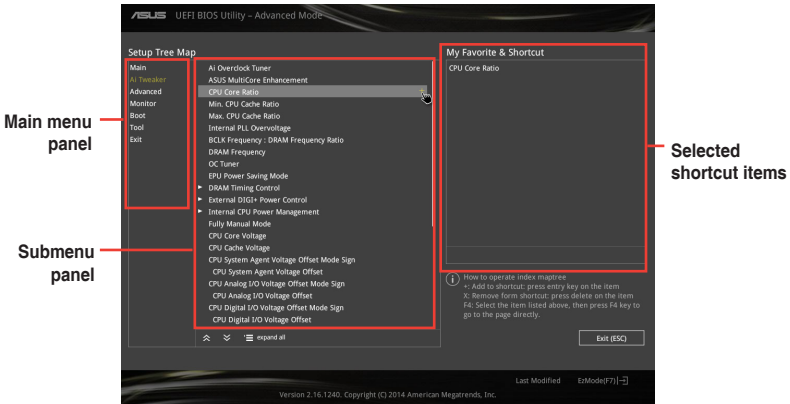 ASUS UEFI BIOS Utility – Advanced Mode
Setup Tree Map
Main
Ai Tweaker
Advanced
Monitor
Boot
Tool
Exit
Ai Overclock Tuner
ASUS MultiCore Enhancement
CPU Core Ratio
Min. CPU Cache Ratio
Max. CPU Cache Ratio
Internal PLL Overvoltage
BCLK Frequency : DRAM Frequency Ratio
DRAM Frequency
OC Tuner
EPU Power Saving Mode
DRAM Timing Control
External DIGI+ Power Control
Internal CPU Power Management
Fully Manual Mode
CPU Core Voltage
CPU Cache Voltage
CPU System Agent Voltage Offset Mode Sign
CPU System Agent Voltage Offset
CPU Analog I/O Voltage Offset Mode Sign
CPU Analog I/O Voltage Offset
CPU Digital I/O Voltage Offset Mode Sign
CPU Digital I/O Voltage Offset
expand all
My Favorite & Shortcut
CPU Core Ratio
How to operate index maptree
+: Add to shortcut: press entry key on the item
X: Remove form shortcut: press delete on the item
F4: Select the item listed above, then press F4 key to
go to the page directly.
Exit (ESC)
Last Modified
EzMode(F7)
Version 2.16.1240. Copyright (C) 2014 American Megatrends, Inc.
Main menu
panel
Submenu
panel
Selected
shortcut items